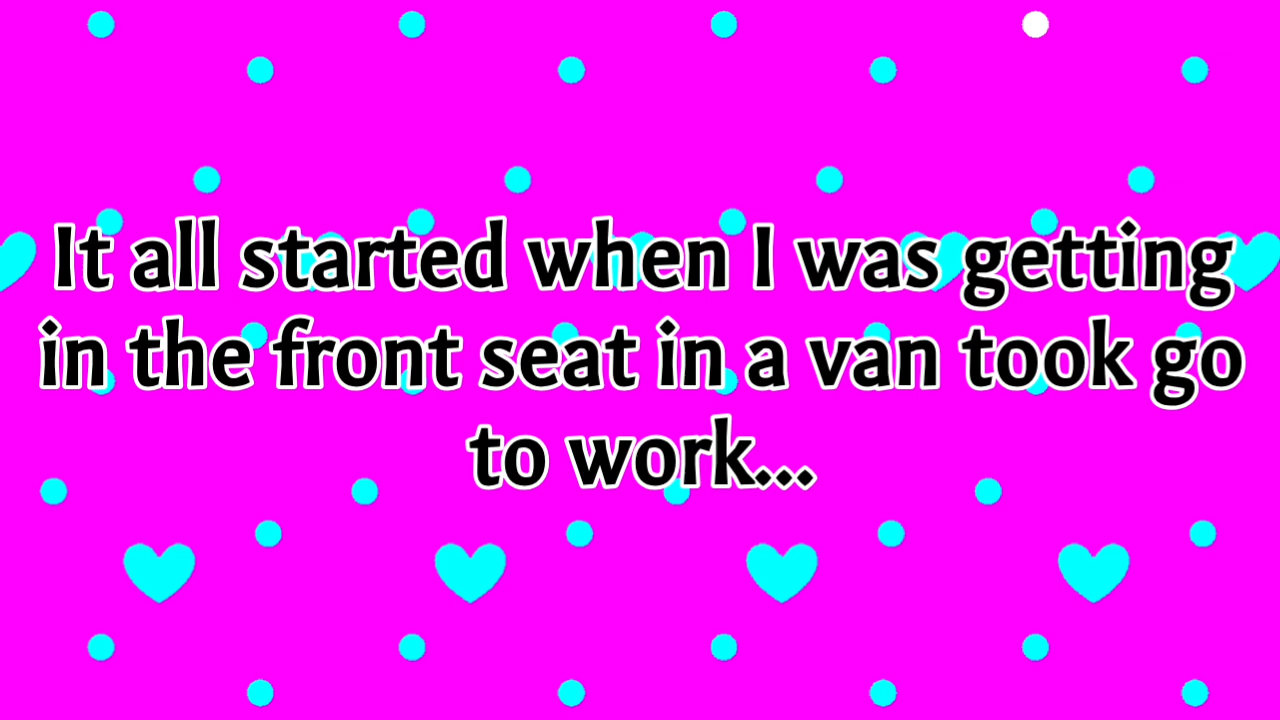 It all started when I was getting
in the front seat in a van took go
to work...